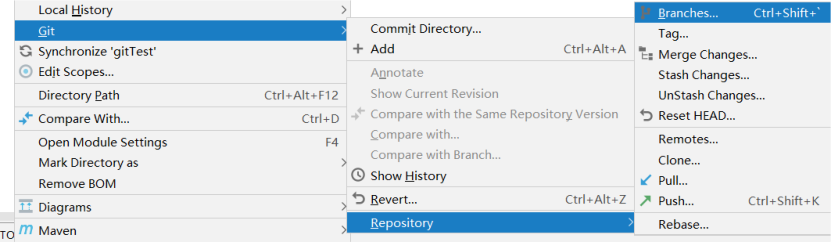 Local History
Git
Synchronize 'gitTest'
Edit Scopes...
Directory Path Ctrl+Alt+F12
Compare With... Ctrl+D
Open Module Settings F4
Mark Directory as
Remove BOM
Diagrams
Maven
TO
Commit Directory...
Add Ctrl+Alt+A
Annotate
Show Current Revision
Compare with the Same Repository Version
Compare with...
Compare with Branch...
Show History
Revert... Ctrl+Alt+Z
Repository
Branches... Ctrl+Shift+`
Tag...
Merge Changes...
Stash Changes...
UnStash Changes...
Reset HEAD...
Remotes...
Clone...
Pull...
Push... Ctrl+Shift+K
Rebase...